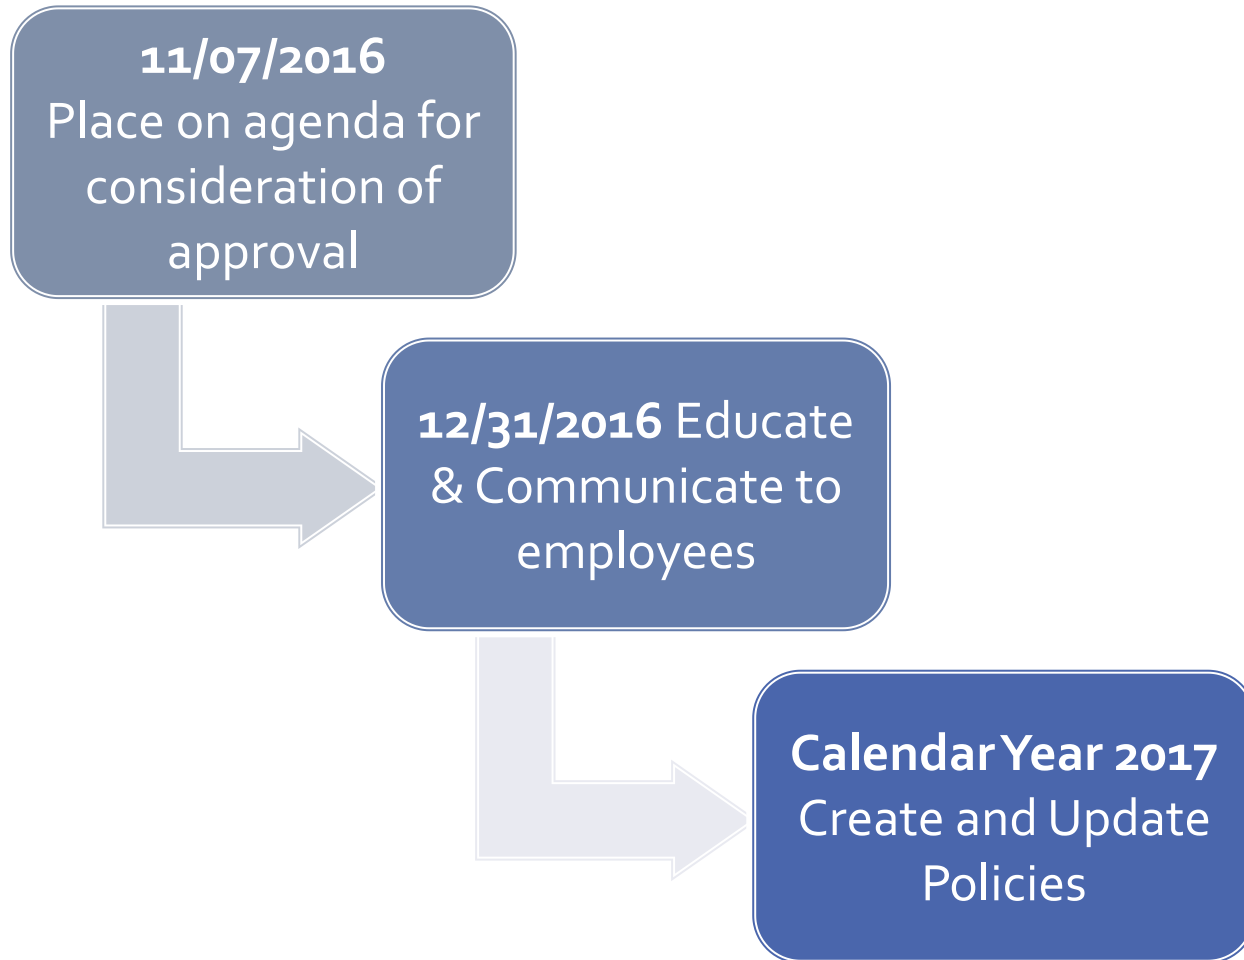 11/07/2016
Place on agenda for
consideration of
approval
12/31/2016 Educate
& Communicate to
employees
Calendar Year 2017
Create and Update
Policies